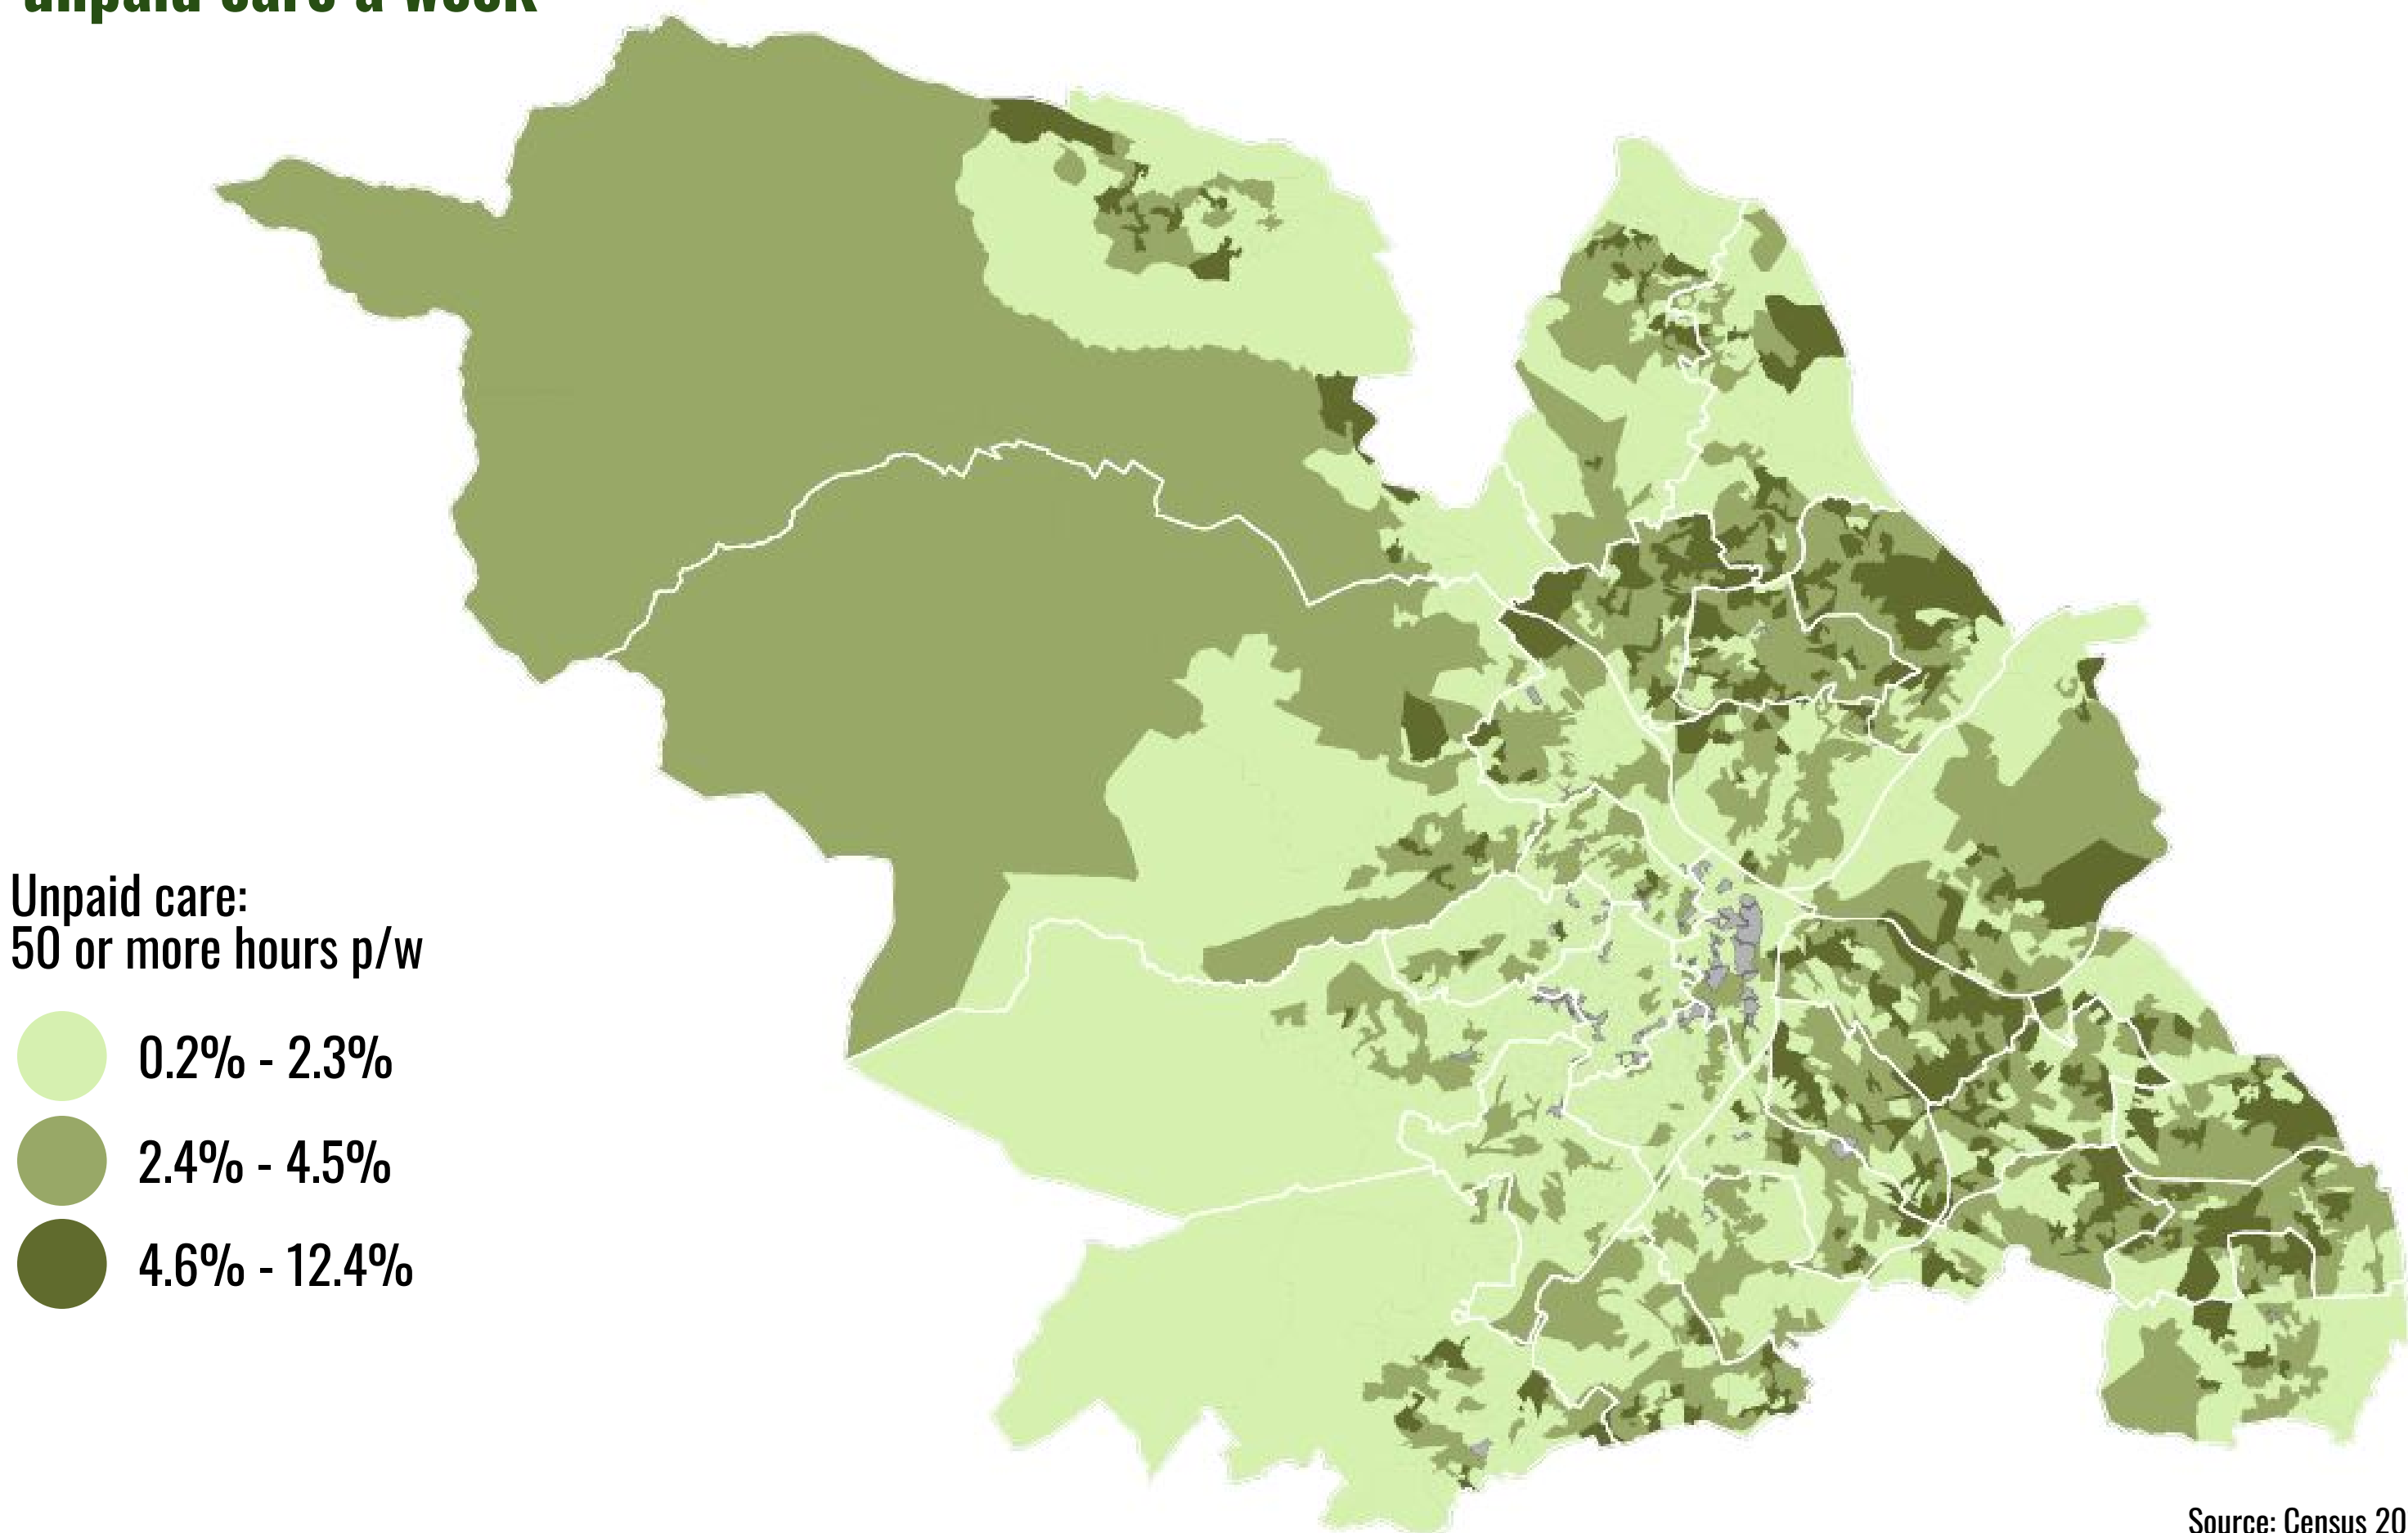 unpaid care a week
Unpaid care:
50 or more hours p/w
0.2% - 2.3%
2.4% - 4.5%
4.6% - 12.4%
Source: Census 20